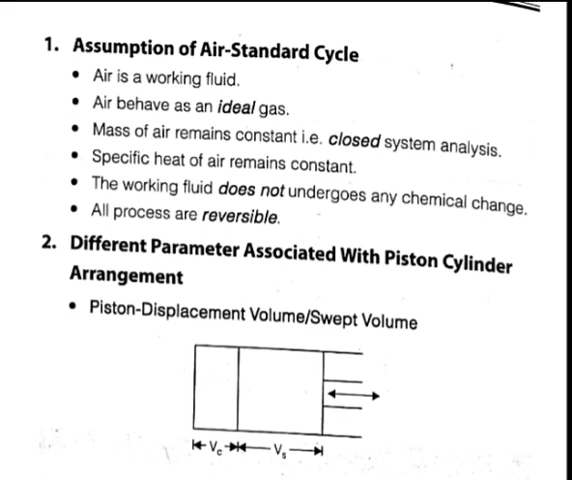 1. Assumption of Air-Standard Cycle
• Air is a working fluid.
• Air behave as an ideal gas.
• Mass of air remains constant i.e. closed system analysis.
• Specific heat of air remains constant.
• The working fluid does not undergoes any chemical change.
• All process are reversible.
2. Different Parameter Associated With Piston Cylinder
Arrangement
• Piston-Displacement Volume/Swept Volume
Vc Vs